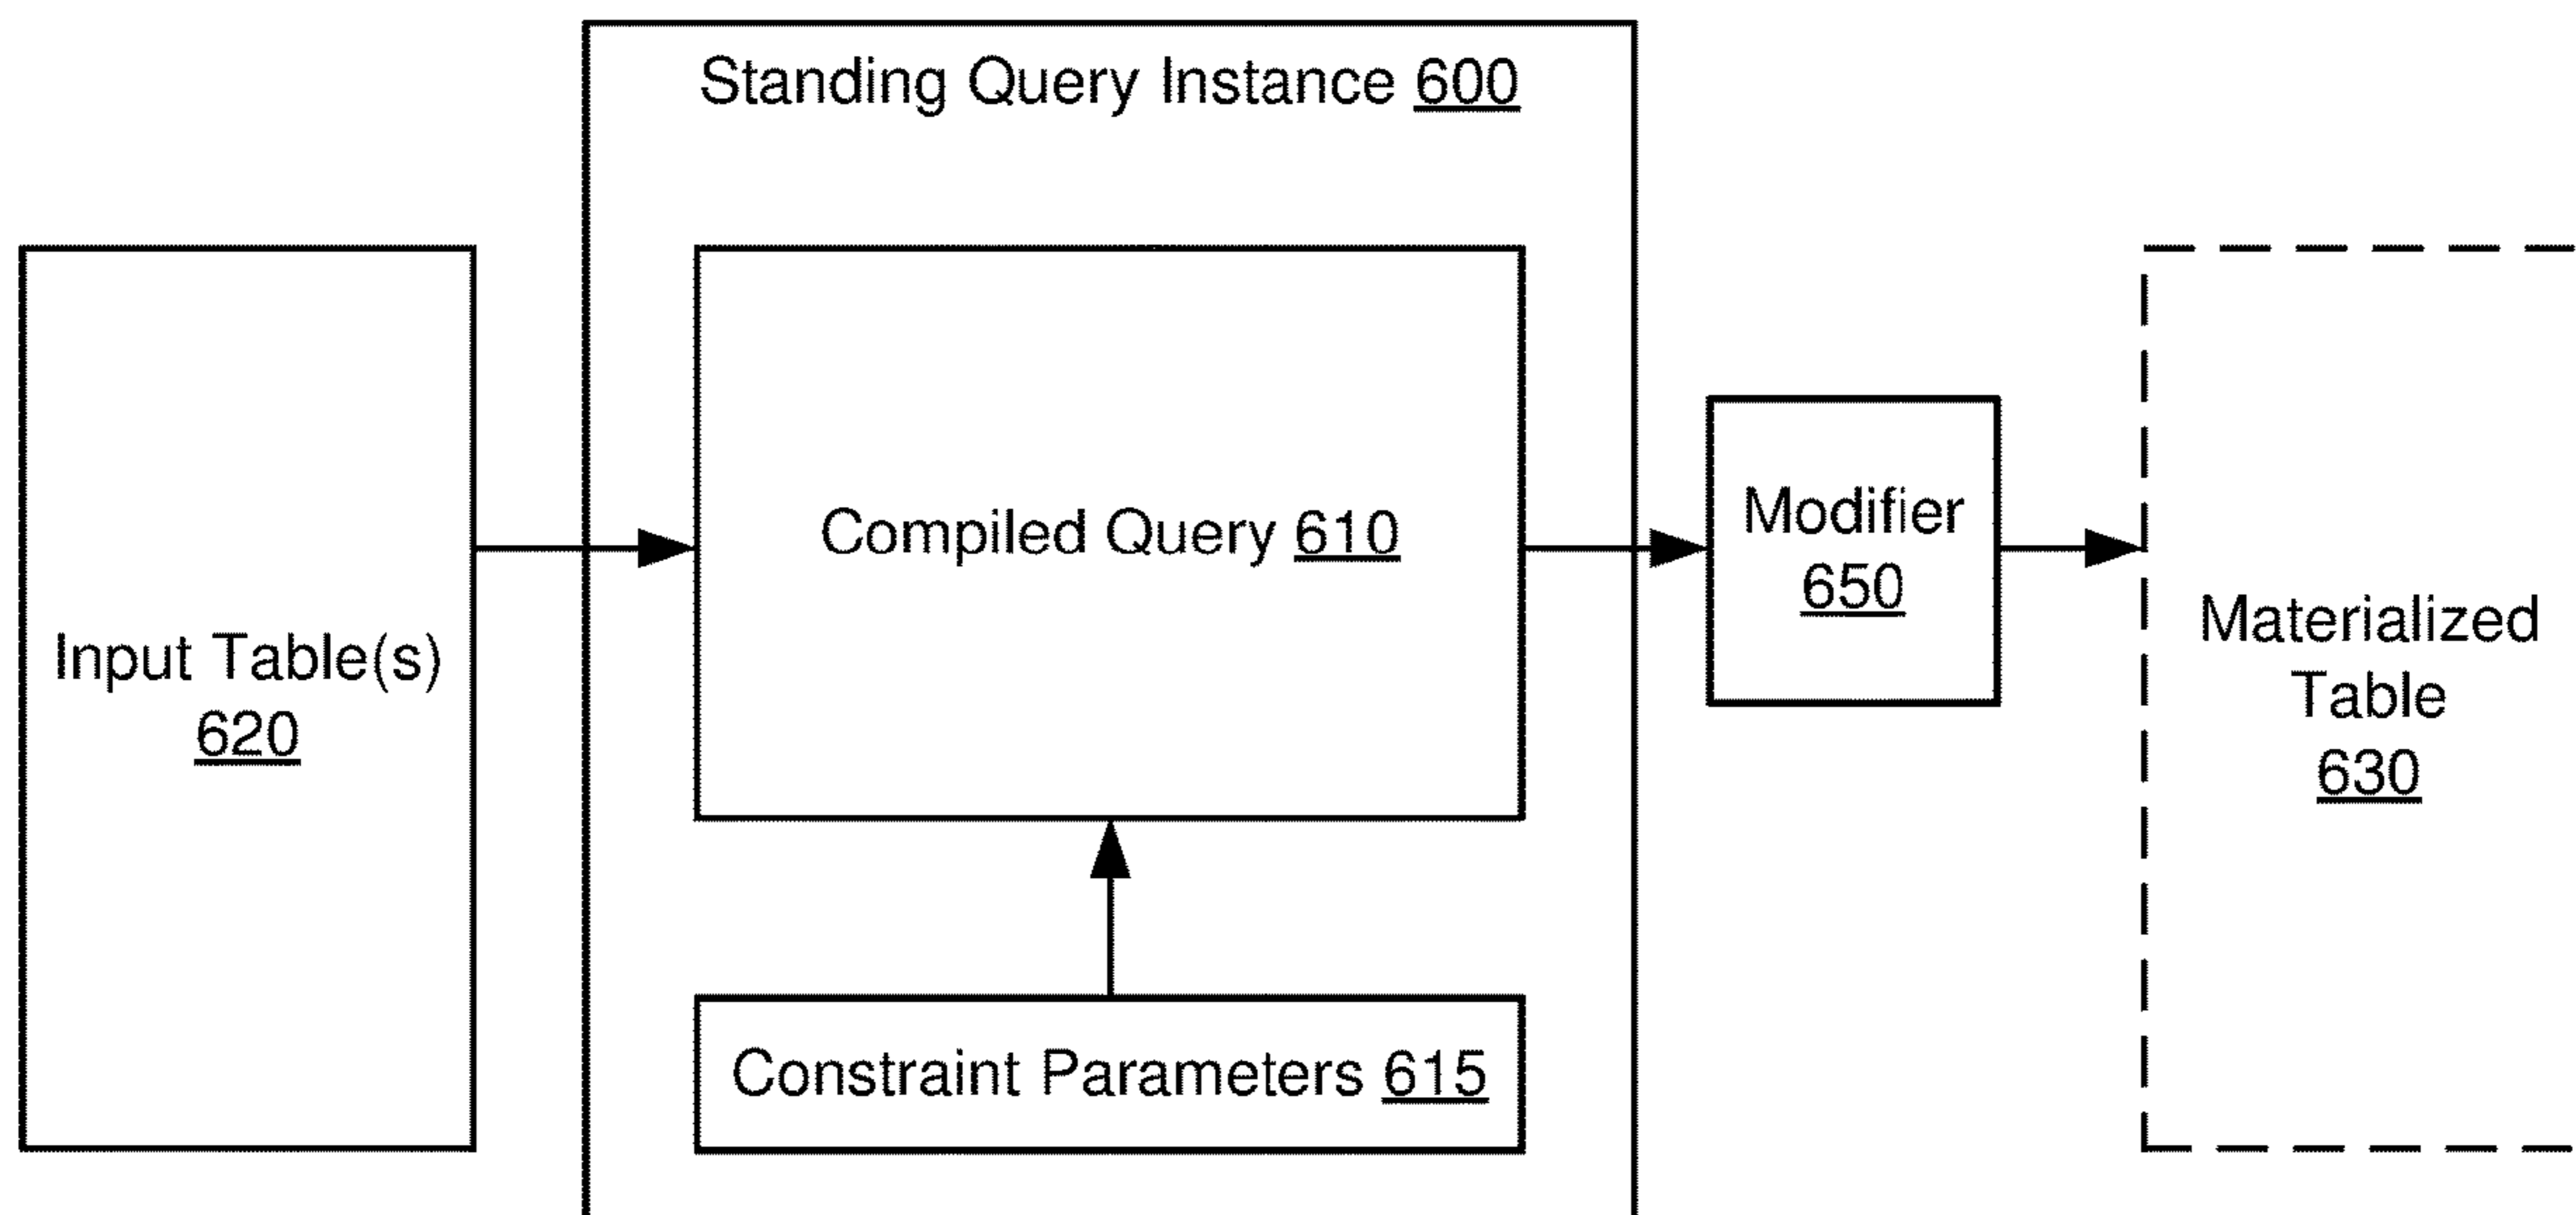 Standing Query Instance 600
Input Table(s)
620
Compiled Query 610
Constraint Parameters 615
Modifier
650
Materialized
Table
630